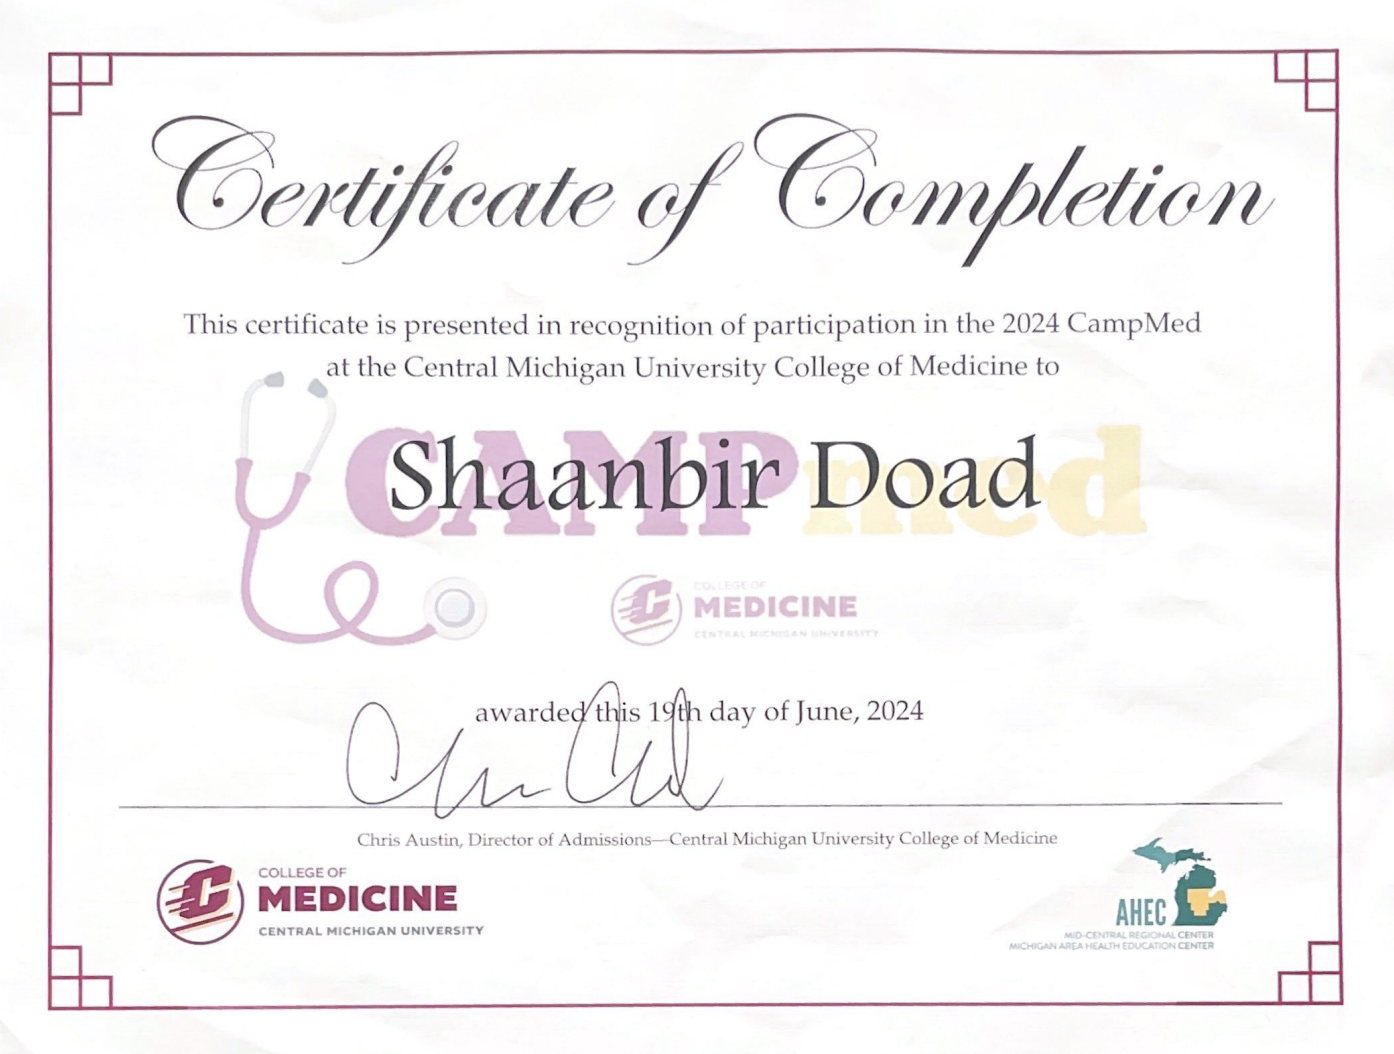 Certificate of Completion
This certificate is presented in recognition of participation in the 2024 CampMed
at the Central Michigan University College of Medicine to
CAMPmed
Shaanbir Doad
COLLEGE OF
MEDICINE
CENTRAL MICHIGAN UNIVERSITY
awarded this 19th day of June, 2024
Chris Austin, Director of Admissions—Central Michigan University College of Medicine
COLLEGE OF
MEDICINE
CENTRAL MICHIGAN UNIVERSITY
AHEC
MID-CENTRAL REGIONAL CENTER
MICHIGAN AREA HEALTH EDUCATION CENTER